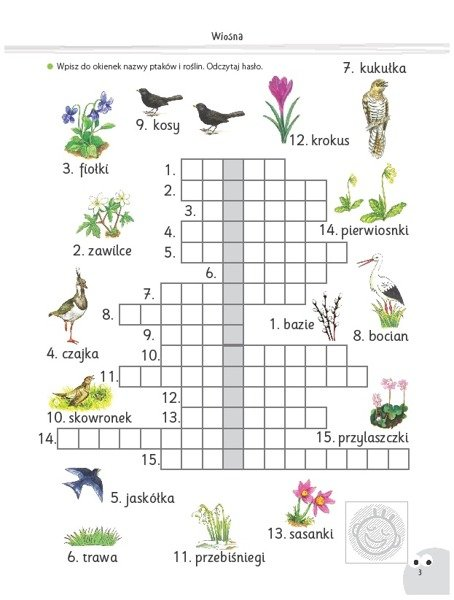 Wiosna
Wpisz do okienek nazwy ptaków i roślin. Odczytaj hasło.
7. kukułka
9. kosy
12. krokus
3. fiołki
1.
2.
3.
14. pierwiosnki
4.
2. zawilce
5.
6.
7.
8.
1. bazie
8. bocian
9.
4. czajka
10.
11.
12.
10. skowronek
13.
14.
15. przylaszczki
15.
5. jaskółka
13. sasanki
6. trawa
11. przebiśniegi
3